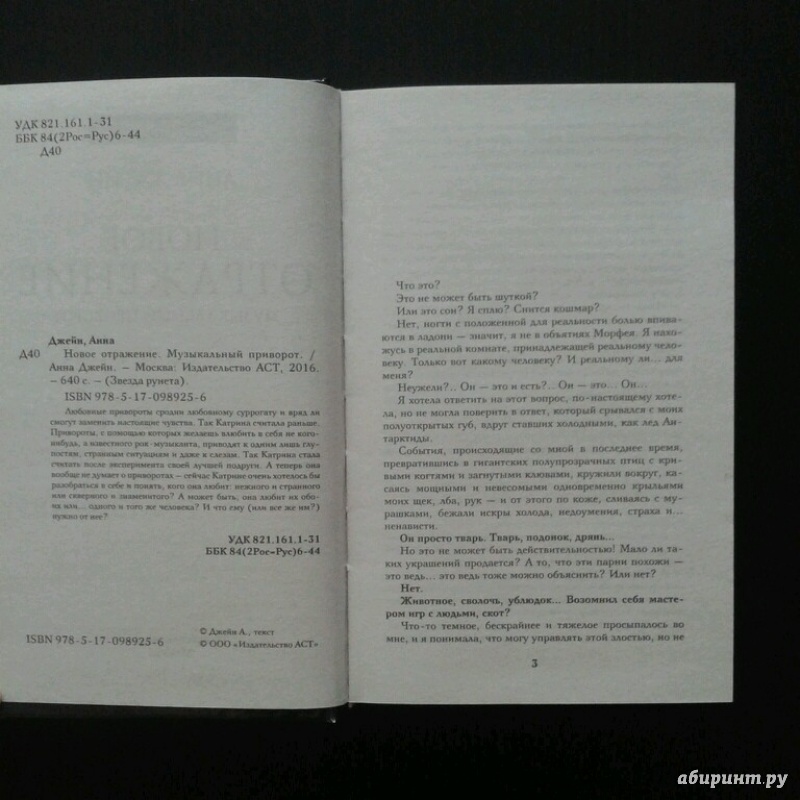 УДК 821.161.1-31
ББК 84(2Рос=Рус)6-44
Д40
Джейн, Анна
Д40 Новое отражение. Музыкальный приворот. /
Анна Джейн. – Москва: Издательство АСТ, 2016.
– 640 с. – (Звезда рунета).
ISBN 978-5-17-098925-6
Любовные привороты сродни любовному суррогату и вряд ли
смогут заменить настоящие чувства. Так Катрина считала раньше.
Привороты, с помощью которых желаешь влюбить в себя не кого-
нибудь, а известного рок-музыканта, приводят к одним лишь глу-
постям, странным ситуациям и даже к слезам. Так Катрина стала
считать после эксперимента своей лучшей подруги. А теперь она
вообще не думает о приворотах – сейчас Катрине очень хотелось бы
разобраться в себе и понять, кого она любит: нежного и странного
или скверного и знаменитого? А может быть, она любит их обо-
их или... одного и того же человека? И что ему (или все же им?)
нужно от нее?
УДК 821.161.1-31
ББК 84(2Рос=Рус)6-44
ISBN 978-5-17-098925-6
© Джейн А., текст
© ООО «Издательство АСТ»
Что это?
Это не может быть шуткой?
Или это сон? Я сплю? Снится кошмар?
Нет, ногти с положенной для реальности болью впива-
ются в ладони — значит, я не в объятиях Морфея. Я нахо-
жусь в реальной комнате, принадлежащей реальному чело-
веку. Только вот какому человеку? И реальному ли... для
меня?
Неужели?.. Он — это и есть?.. Он — это... Он...
Я хотела ответить на этот вопрос, по-настоящему хоте-
ла, но не могла поверить в ответ, который срывался с моих
полуоткрытых губ, вдруг ставших холодными, как лед Ан-
тарктиды.
События, происходящие со мной в последнее время,
превратившись в гигантских полупрозрачных птиц с кри-
выми когтями и загнутыми клювами, кружили вокруг, ка-
саясь мощными и невесомыми одновременно крыльями
моих щек, лба, рук — и от этого по коже, сливаясь с му-
рашками, бежали искры холода, недоумения, страха и...
ненависти.
Он просто тварь. Тварь, подонок, дрянь...
Но это не может быть действительностью! Мало ли та-
ких украшений продается? А то, что эти парни похожи —
это ведь... это ведь тоже можно объяснить? Или нет?
Нет.
Животное, сволочь, ублюдок... Возомнил себя масте-
ром игр с людьми, скот?
Что-то темное, бескрайнее и тяжелое просыпалось во
мне, и я понимала, что могу управлять этой злостью, но не
3
абиринт.ру